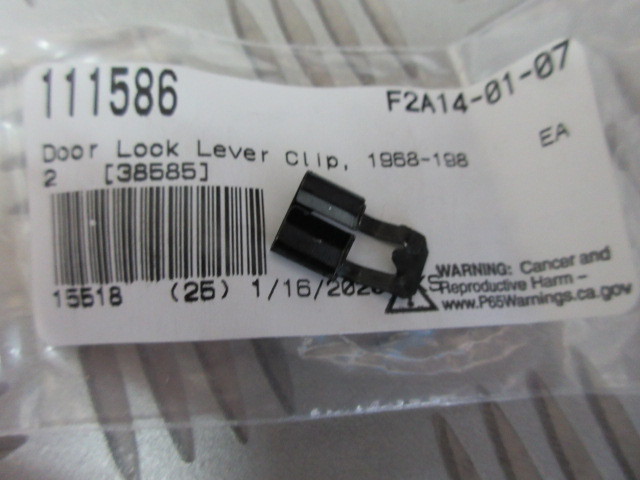 111586 F2A14-01-07
Door Lock Lever Clip, 1968-198 EA
2 [38585]
15518 (25) 1/16/202
WARNING: Cancer and
Reproductive Harm -
www.P65Warnings.ca.gov